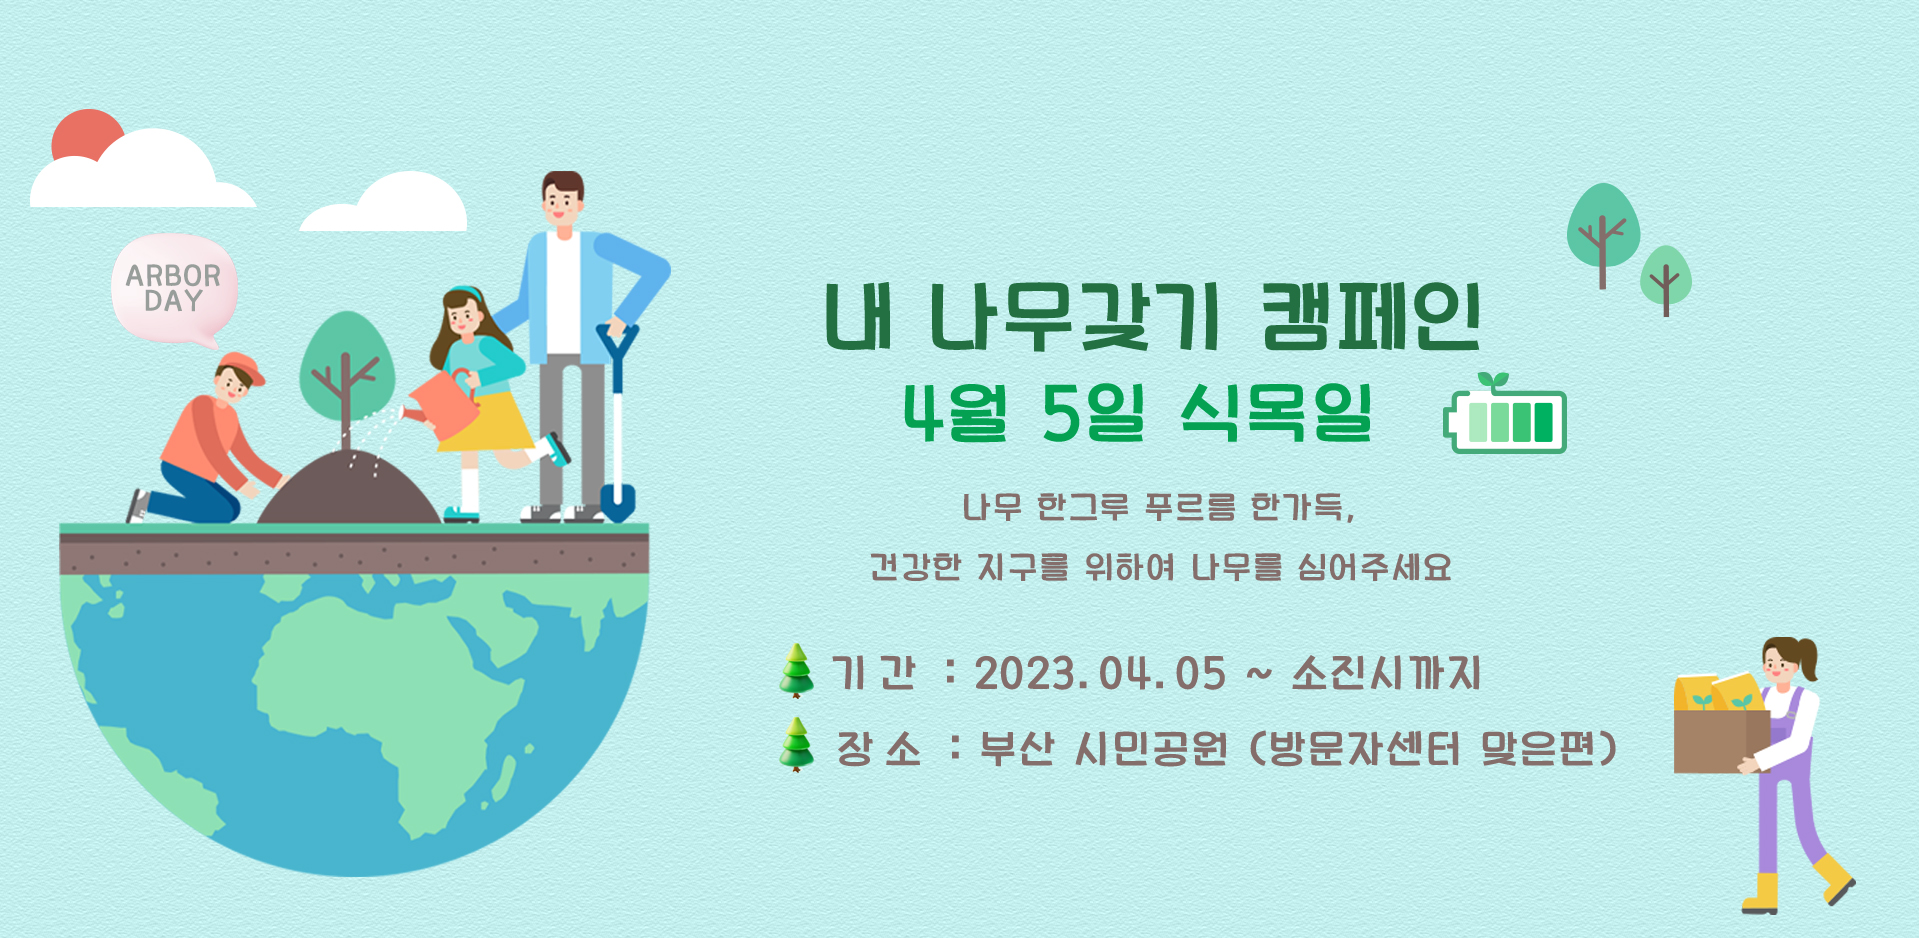 ARBOR
DAY
내 나무갖기 캠페인
4월 5일 식목일
나무 한그루 푸르름 한가득,
건강한 지구를 위하여 나무를 심어주세요
기 간 : 2023.04.05 ~ 소진시까지
장 소 : 부산 시민공원 (방문자센터 맞은편)